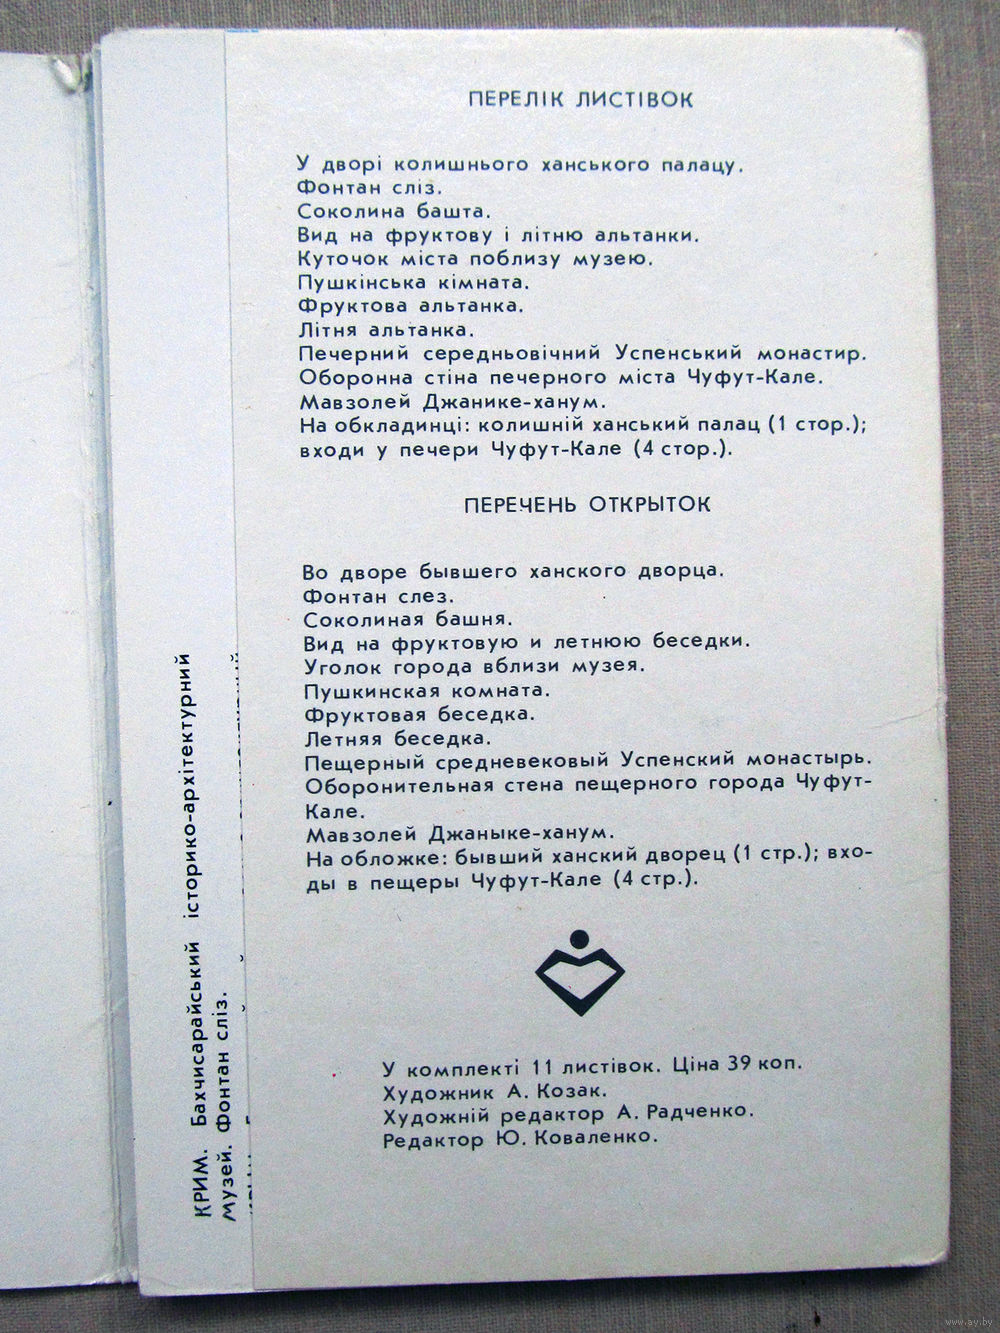 ПЕРЕЛІК ЛИСТІВОК
У дворі колишнього ханського палацу.
Фонтан сліз.
Соколина башта.
Вид на фруктову і літню альтанки.
Куточок міста поблизу музею.
Пушкінська кімната.
Фруктова альтанка.
Літня альтанка.
Печерний середньовічний Успенський монастир.
Оборонна стіна печерного міста Чуфут-Кале.
Мавзолей Джанике-ханум.
На обкладинці: колишній ханський палац (1 стор.);
входи у печери Чуфут-Кале (4 стор.).
ПЕРЕЧЕНЬ ОТКРЫТОК
Во дворе бывшего ханского дворца.
Фонтан слез.
Соколиная башня.
Вид на фруктовую и летнюю беседки.
Уголок города вблизи музея.
Пушкинская комната.
Фруктовая беседка.
Летняя беседка.
Пещерный средневековый Успенский монастырь.
Оборонительная стена пещерного города Чуфут-
Кале.
Мавзолей Джаныке-ханум.
На обложке: бывший ханский дворец (1 стр.); вхо-
ды в пещеры Чуфут-Кале (4 стр.).
У комплекті 11 листівок. Ціна 39 коп.
Художник А. Козак.
Художній редактор А. Радченко.
Редактор Ю. Коваленко.
КРИМ. Бахчисарайський історико-архітектурний
музей. Фонтан сліз.
www.ay.by